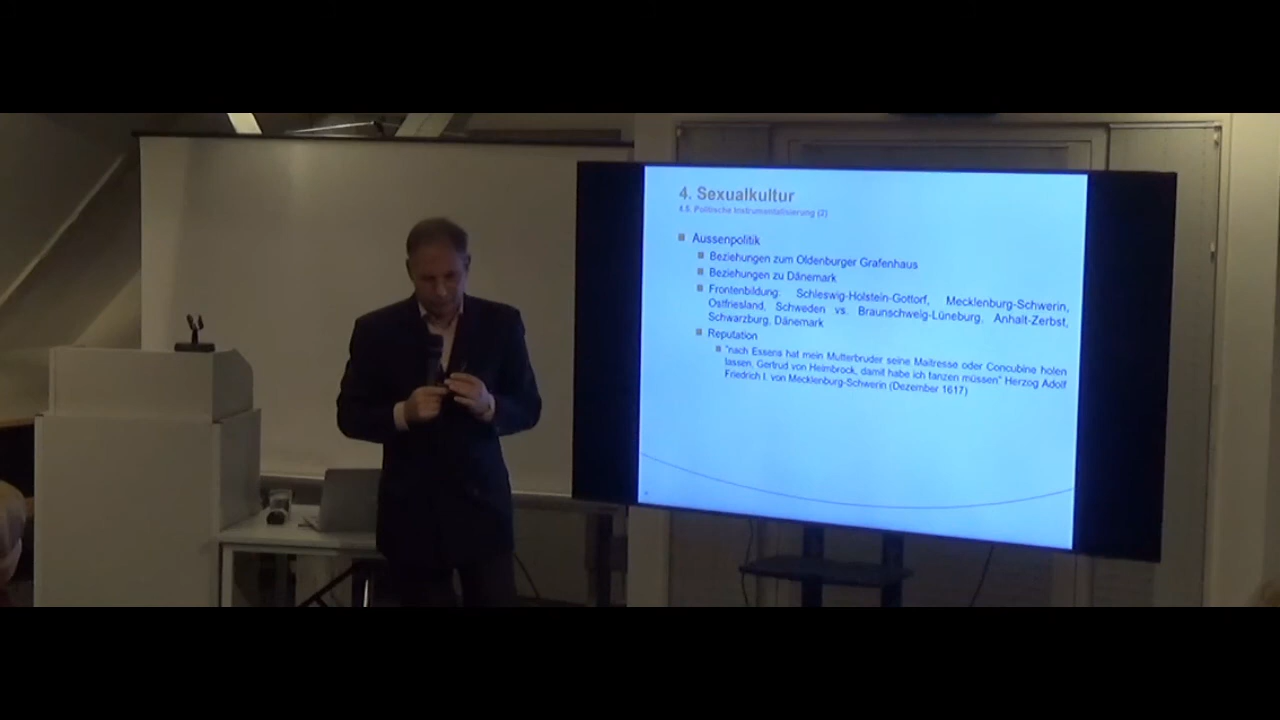 4. Sexualkultur
4.5. Politische Instrumentalisierung (2)
Aussenpolitik
Beziehungen zum Oldenburger Grafenhaus
Beziehungen zu Dänemark
Frontenbildung: Schleswig-Holstein-Gottorf, Mecklenburg-Schwerin,
Ostfriesland, Schweden vs. Braunschweig-Lüneburg, Anhalt-Zerbst,
Schwarzburg, Dänemark
Reputation
"nach Essens hat mein Mutterbruder seine Maitresse oder Concubine holen
lassen, Gertrud von Heimbrock, damit habe ich tanzen müssen" Herzog Adolf
Friedrich I. von Mecklenburg-Schwerin (Dezember 1617)